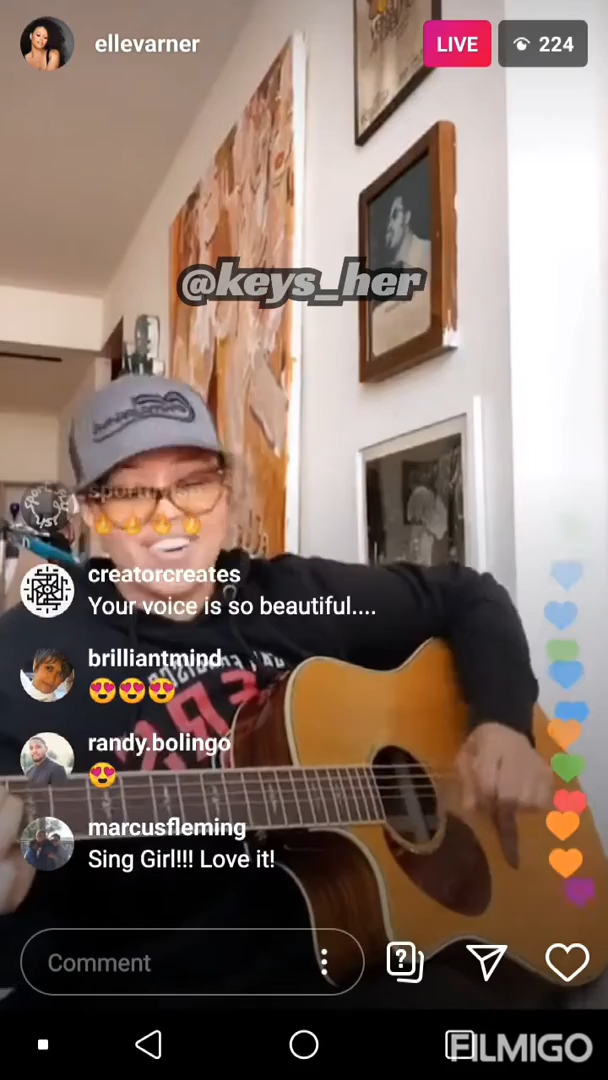 ellevarner
LIVE
224
@keys_her
sportuvism
creatorcreates
Your voice is so beautiful....
brilliantmind
😍😍😍
randy.bolingo
😍
marcusfleming
Sing Girl!!! Love it!
Comment
FILMIGO